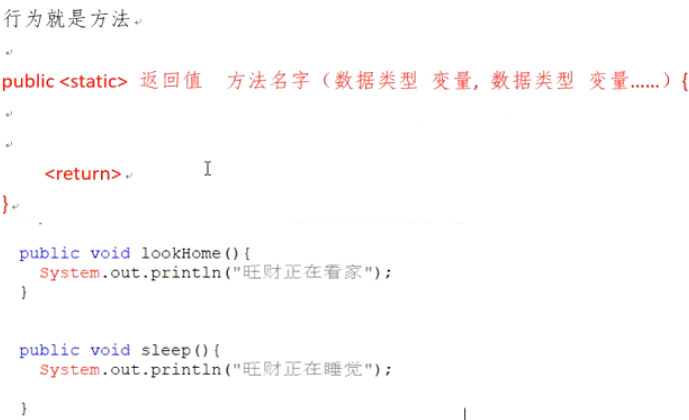 行为就是方法
public <static> 返回值 方法名字（数据类型 变量, 数据类型 变量......）{
<return>
}
public void lookHome(){
System.out.println("旺财正在看家");
}
public void sleep(){
System.out.println("旺财正在睡觉");
}